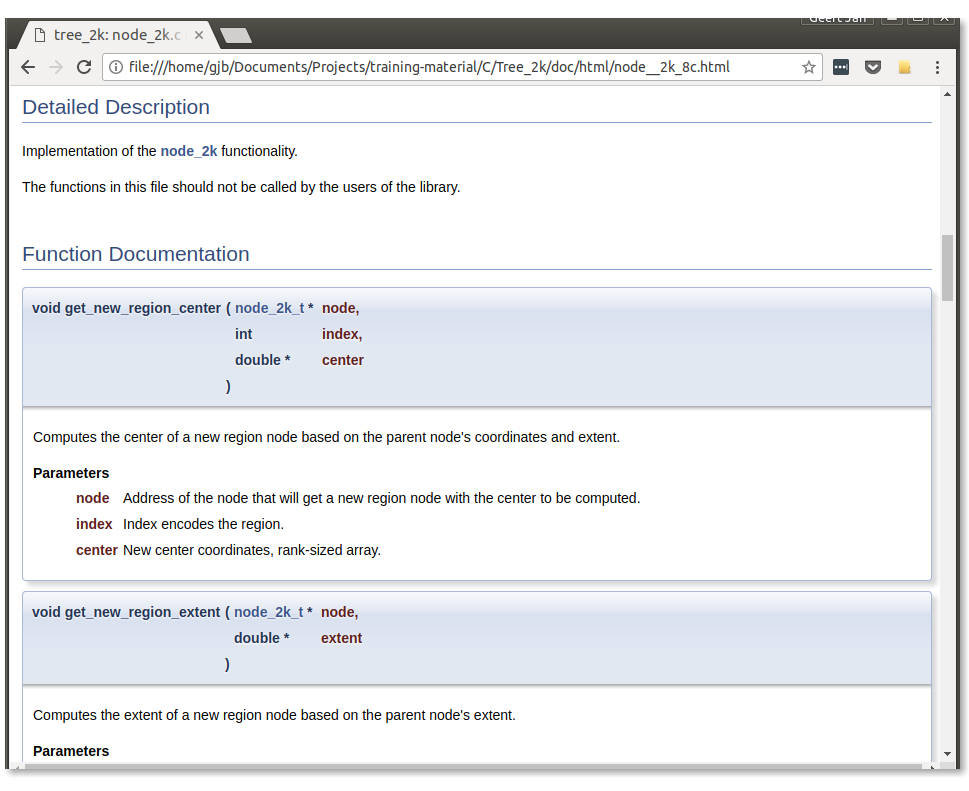 Geert Jan
tree_2k: node_2k.c
file:///home/gjb/Documents/Projects/training-material/C/Tree_2k/doc/html/node__2k_8c.html
Detailed Description
Implementation of the node_2k functionality.
The functions in this file should not be called by the users of the library.
Function Documentation
void get_new_region_center ( node_2k_t * node,
int index,
double * center
)
Computes the center of a new region node based on the parent node's coordinates and extent.
Parameters
node Address of the node that will get a new region node with the center to be computed.
index Index encodes the region.
center New center coordinates, rank-sized array.
void get_new_region_extent ( node_2k_t * node,
double * extent
)
Computes the extent of a new region node based on the parent node's extent.
Parameters